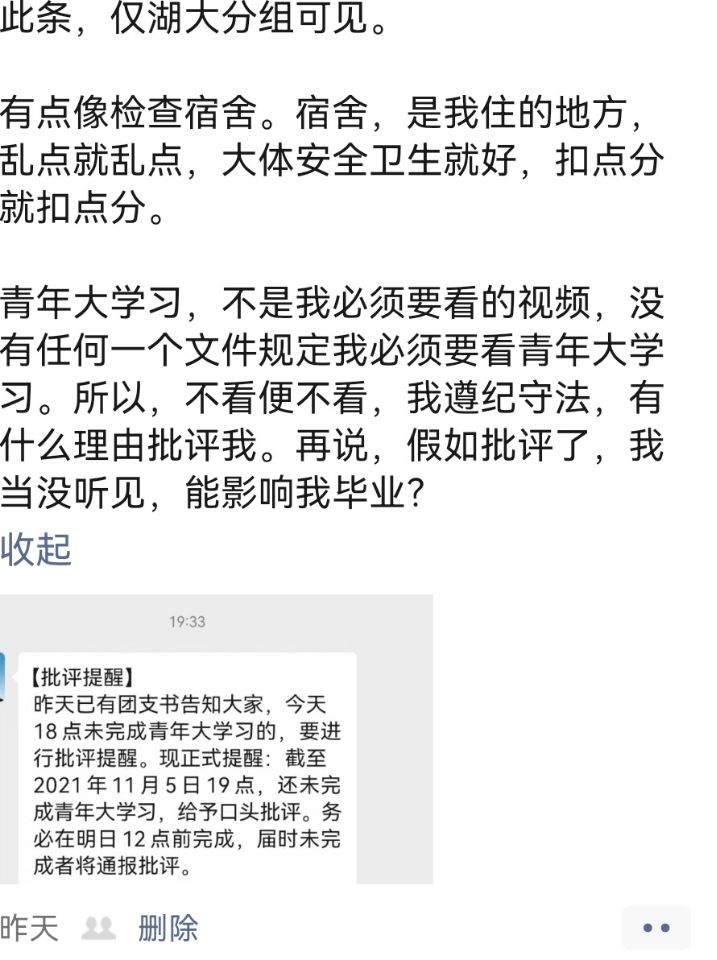 此条，仅湖大分组可见。
有点像检查宿舍。宿舍，是我住的地方，
乱点就乱点，大体安全卫生就好，扣点分
就扣点分。
青年大学习，不是我必须要看的视频，没
有任何一个文件规定我必须要看青年大学
习。所以，不看便不看，我遵纪守法，有
什么理由批评我。再说，假如批评了，我
当没听见，能影响我毕业？
收起
19:33
【批评提醒】
昨天已有团支书告知大家，今天
18点未完成青年大学习的，要进
行批评提醒。现正式提醒：截至
2021年11月5日19点，还未完
成青年大学习，给予口头批评。务
必在明日12点前完成，届时未完
成者将通报批评。
昨天 删除